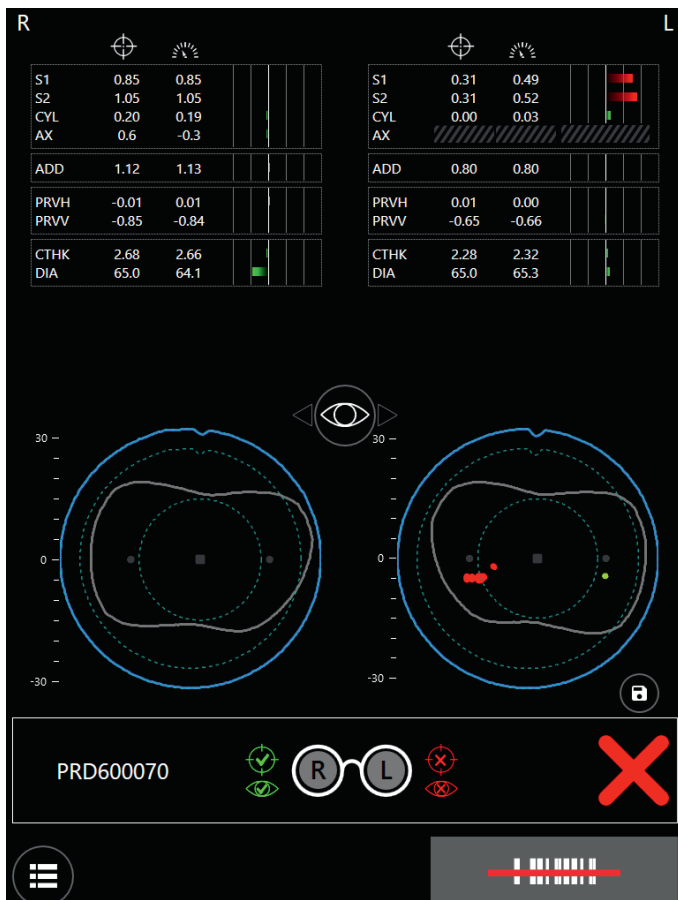 R L
S1 0.85 0.85
S2 1.05 1.05
CYL 0.20 0.19
AX 0.6 -0.3
ADD 1.12 1.13
PRVH -0.01 0.01
PRVV -0.85 -0.84
CTHK 2.68 2.66
DIA 65.0 64.1
S1 0.31 0.49
S2 0.31 0.52
CYL 0.00 0.03
AX
ADD 0.80 0.80
PRVH 0.01 0.00
PRVV -0.65 -0.66
CTHK 2.28 2.32
DIA 65.0 65.3
30
0
-30
30
0
-30
PRD600070 R L